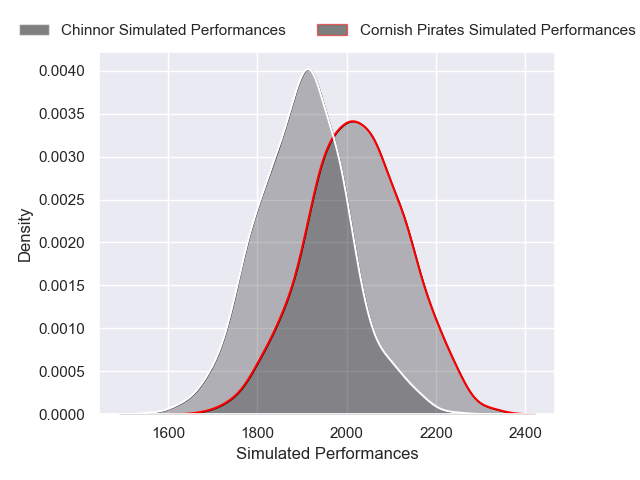 Chinnor Simulated Performances
Cornish Pirates Simulated Performances
0.0040
0.0035
0.0030
0.0025
0.0020
0.0015
0.0010
0.0005
0.0000
Density
1600 1800 2000 2200 2400
Simulated Performances